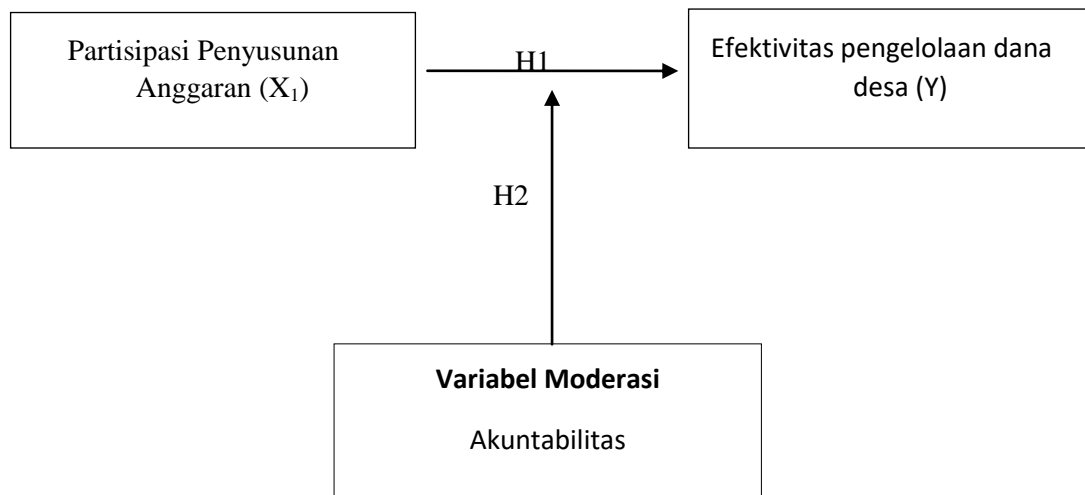 Partisipasi Penyusunan
Anggaran (X₁)
H1
Efektivitas pengelolaan dana
desa (Y)
H2
Variabel Moderasi
Akuntabilitas